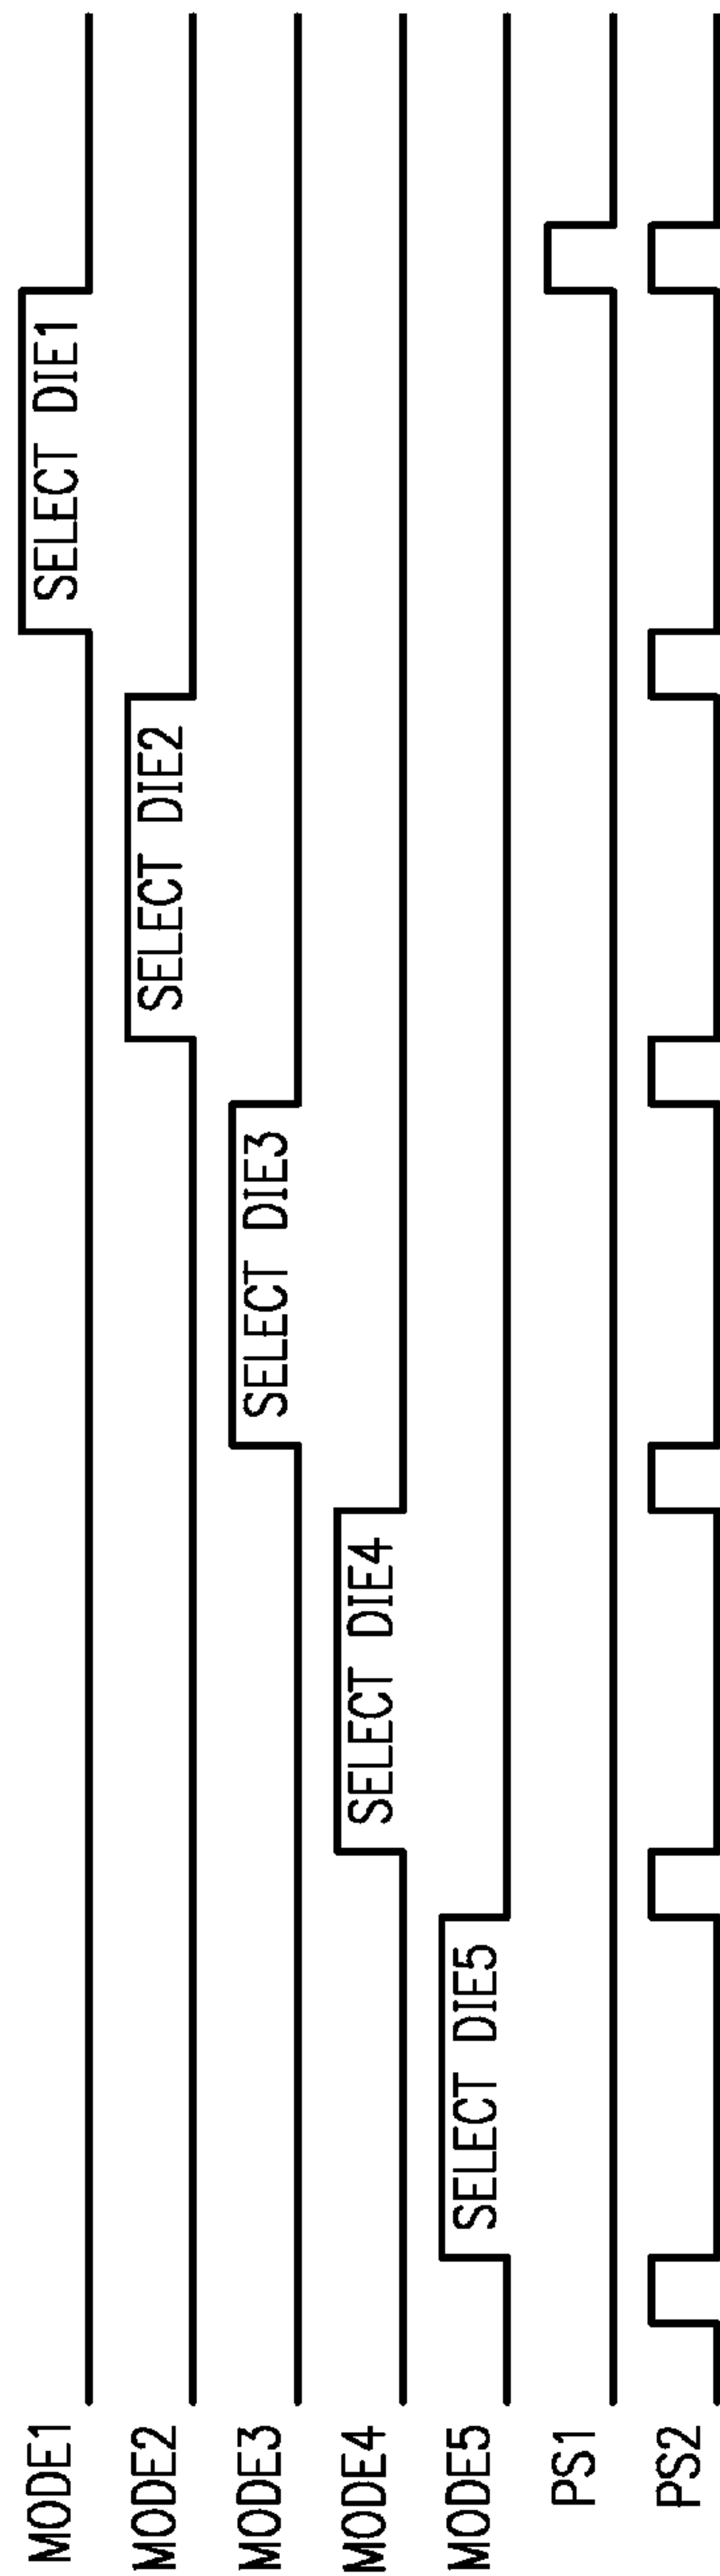 MODE1
SELECT DIE1
MODE2
SELECT DIE2
MODE3
SELECT DIE3
MODE4
SELECT DIE4
MODE5
SELECT DIE5
PS1
PS2